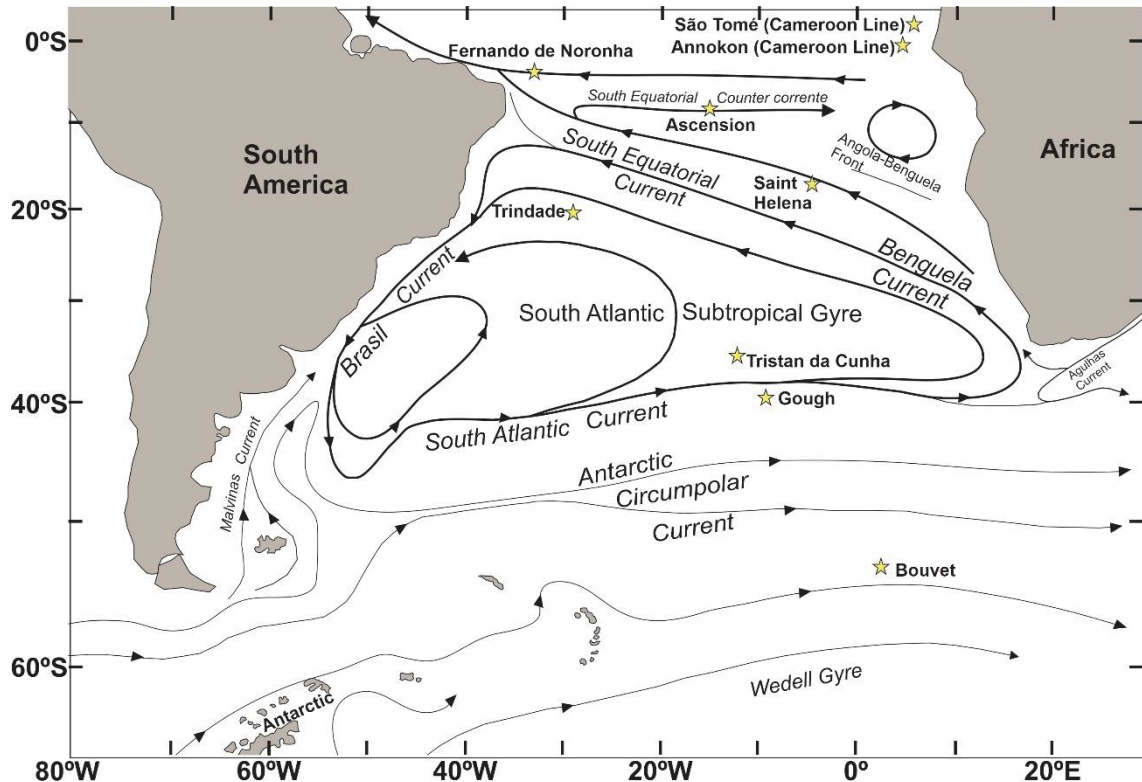 São Tomé (Cameroon Line)
0ºS
Annokon (Cameroon Line)
Fernando de Noronha
South Equatorial Counter corrente
Ascension
Angola-Benguela
Front
South
America
Africa
South Equatorial
Current
Saint
Helena
20ºS
Trindade
Benguela
Current
Brasil
Current
South Atlantic Subtropical Gyre
Tristan da Cunha
Agulhas
Current
40ºS
Gough
South Atlantic Current
Malvinas Current
Antarctic
Circumpolar
Current
Bouvet
60ºS
Wedell Gyre
Antarctic
80ºW
60ºW
40ºW
20ºW
0º
20ºE